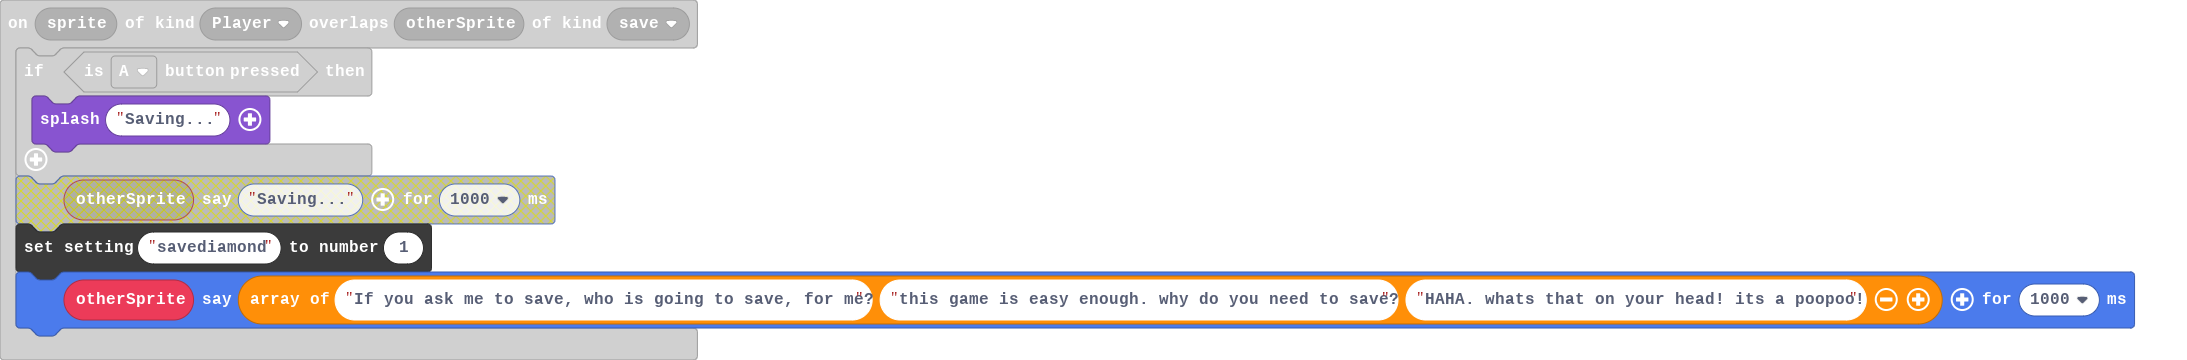 on sprite of kind Player overlaps otherSprite of kind save
if is A button pressed then
splash "Saving..."
otherSprite say "Saving..." for 1000 ms
set setting "savediamond" to number 1
otherSprite say array of "If you ask me to save, who is going to save, for me?" "this game is easy enough. why do you need to save?" "HAHA. whats that on your head! its a poopoo!" for 1000 ms